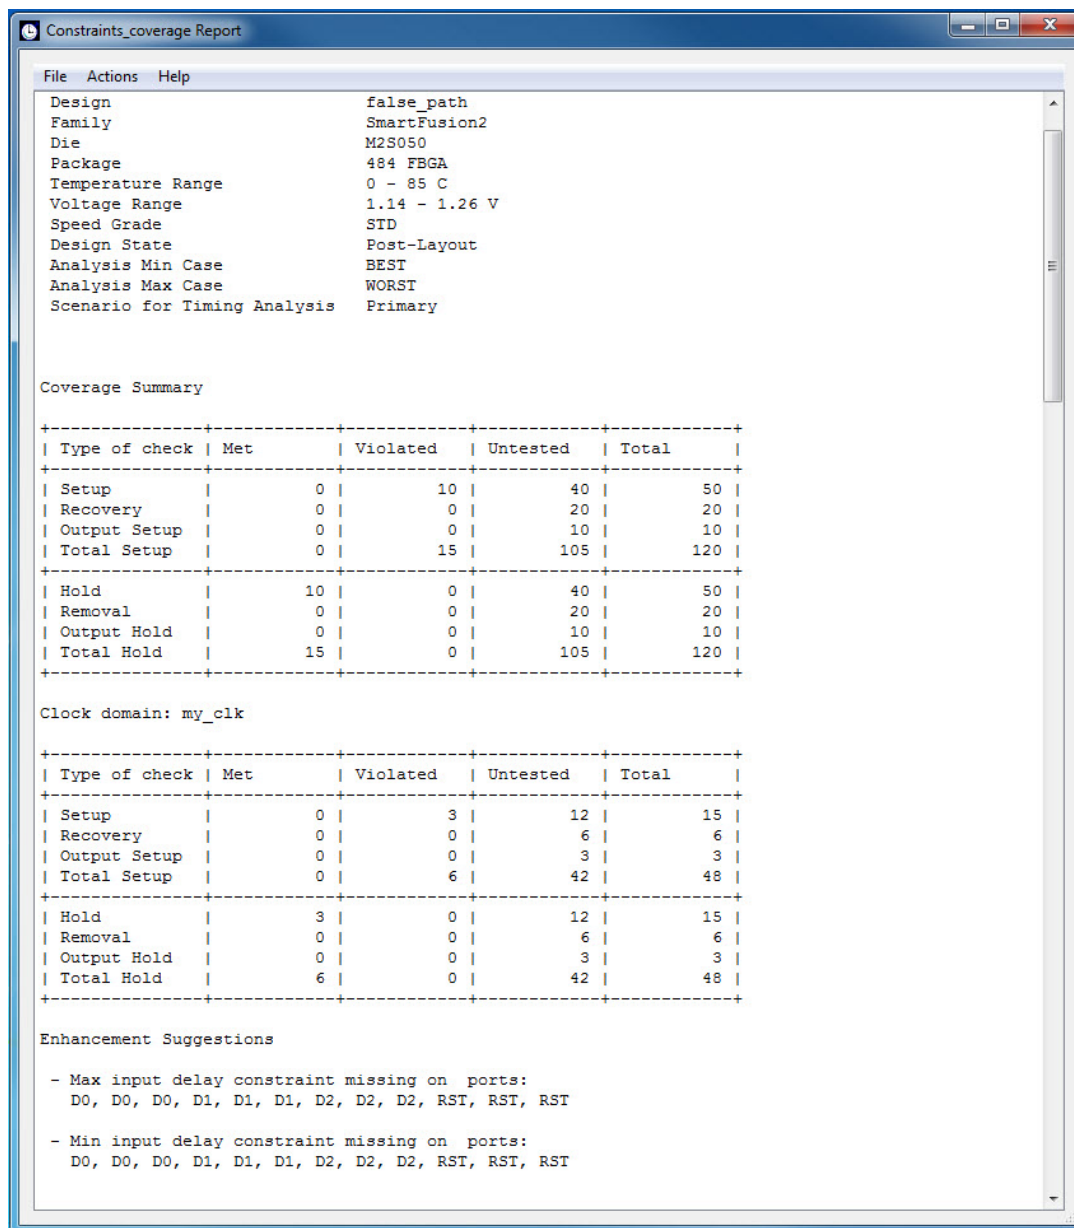 Constraints_coverage Report
File Actions Help
Design false_path
Family SmartFusion2
Die M2S050
Package 484 FBGA
Temperature Range 0 - 85 C
Voltage Range 1.14 - 1.26 V
Speed Grade STD
Design State Post-Layout
Analysis Min Case BEST
Analysis Max Case WORST
Scenario for Timing Analysis Primary
Coverage Summary
+---------------+------------+------------+------------+------------+
| Type of check | Met | Violated | Untested | Total |
+---------------+------------+------------+------------+------------+
| Setup | 0 | 10 | 40 | 50 |
| Recovery | 0 | 0 | 20 | 20 |
| Output Setup | 0 | 0 | 10 | 10 |
| Total Setup | 0 | 15 | 105 | 120 |
+---------------+------------+------------+------------+------------+
| Hold | 10 | 0 | 40 | 50 |
| Removal | 0 | 0 | 20 | 20 |
| Output Hold | 0 | 0 | 10 | 10 |
| Total Hold | 15 | 0 | 105 | 120 |
+---------------+------------+------------+------------+------------+
Clock domain: my_clk
+---------------+------------+------------+------------+------------+
| Type of check | Met | Violated | Untested | Total |
+---------------+------------+------------+------------+------------+
| Setup | 0 | 3 | 12 | 15 |
| Recovery | 0 | 0 | 6 | 6 |
| Output Setup | 0 | 0 | 3 | 3 |
| Total Setup | 0 | 6 | 42 | 48 |
+---------------+------------+------------+------------+------------+
| Hold | 3 | 0 | 12 | 15 |
| Removal | 0 | 0 | 6 | 6 |
| Output Hold | 0 | 0 | 3 | 3 |
| Total Hold | 6 | 0 | 42 | 48 |
+---------------+------------+------------+------------+------------+
Enhancement Suggestions
- Max input delay constraint missing on ports:
D0, D0, D0, D1, D1, D1, D2, D2, D2, RST, RST, RST
- Min input delay constraint missing on ports:
D0, D0, D0, D1, D1, D1, D2, D2, D2, RST, RST, RST